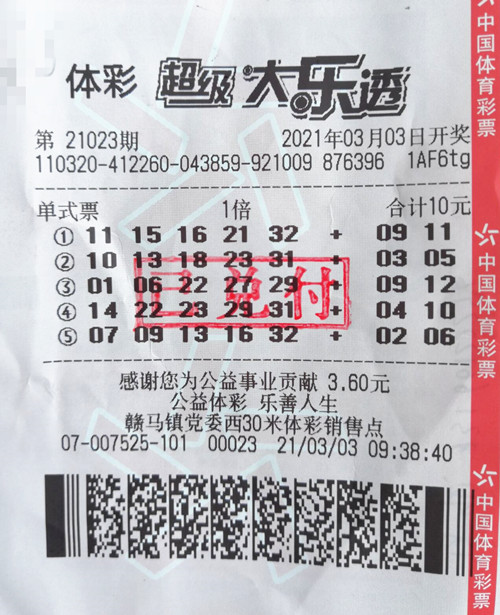 体彩 超级大乐透
第 21023期 2021年03月03日开奖
110320-412260-043859-921009 876396 1AF6tg
单式票 1倍 合计10元
① 11 15 16 21 32 + 09 11
② 10 13 18 23 31 + 03 05
③ 01 06 22 27 29 + 09 12
④ 14 22 23 29 31 + 04 10
⑤ 07 09 13 16 32 + 02 06
已兑付
感谢您为公益事业贡献 3.60元
公益体彩 乐善人生
赣马镇党委西30米体彩销售点
07-007525-101 00023 21/03/03 09:38:40
中国体育彩票
中国体育彩票
中国体育彩票